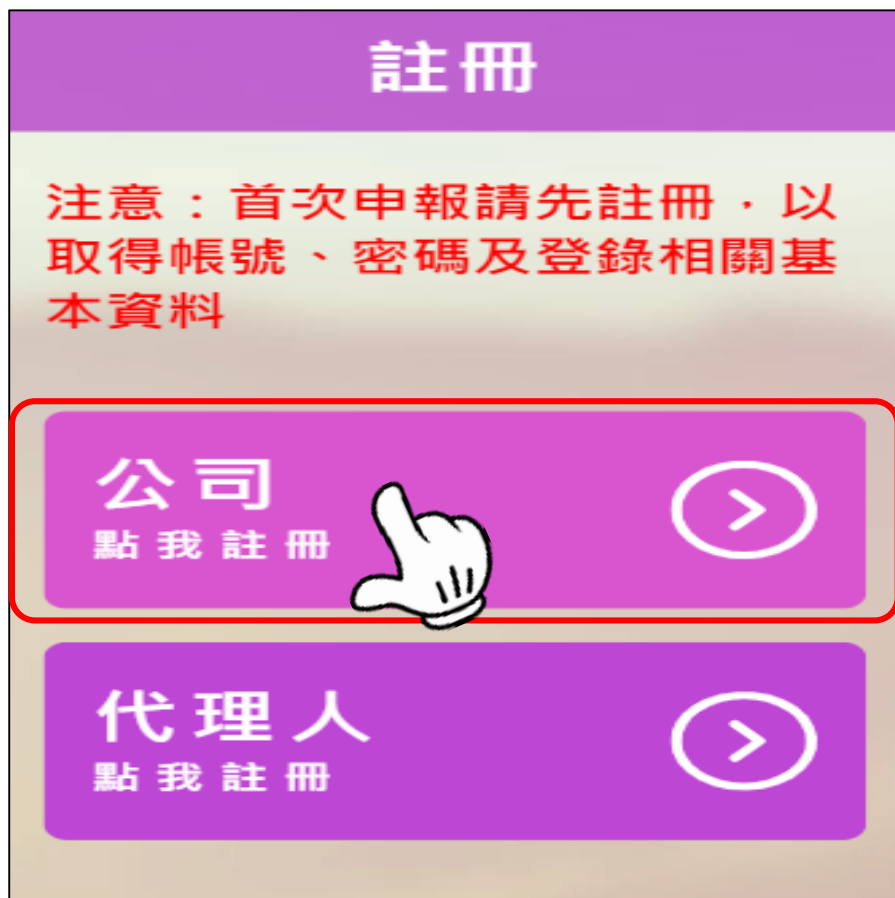 註冊
注意：首次申報請先註冊，以
取得帳號、密碼及登錄相關基
本資料
公司
點我註冊
代理人
點我註冊